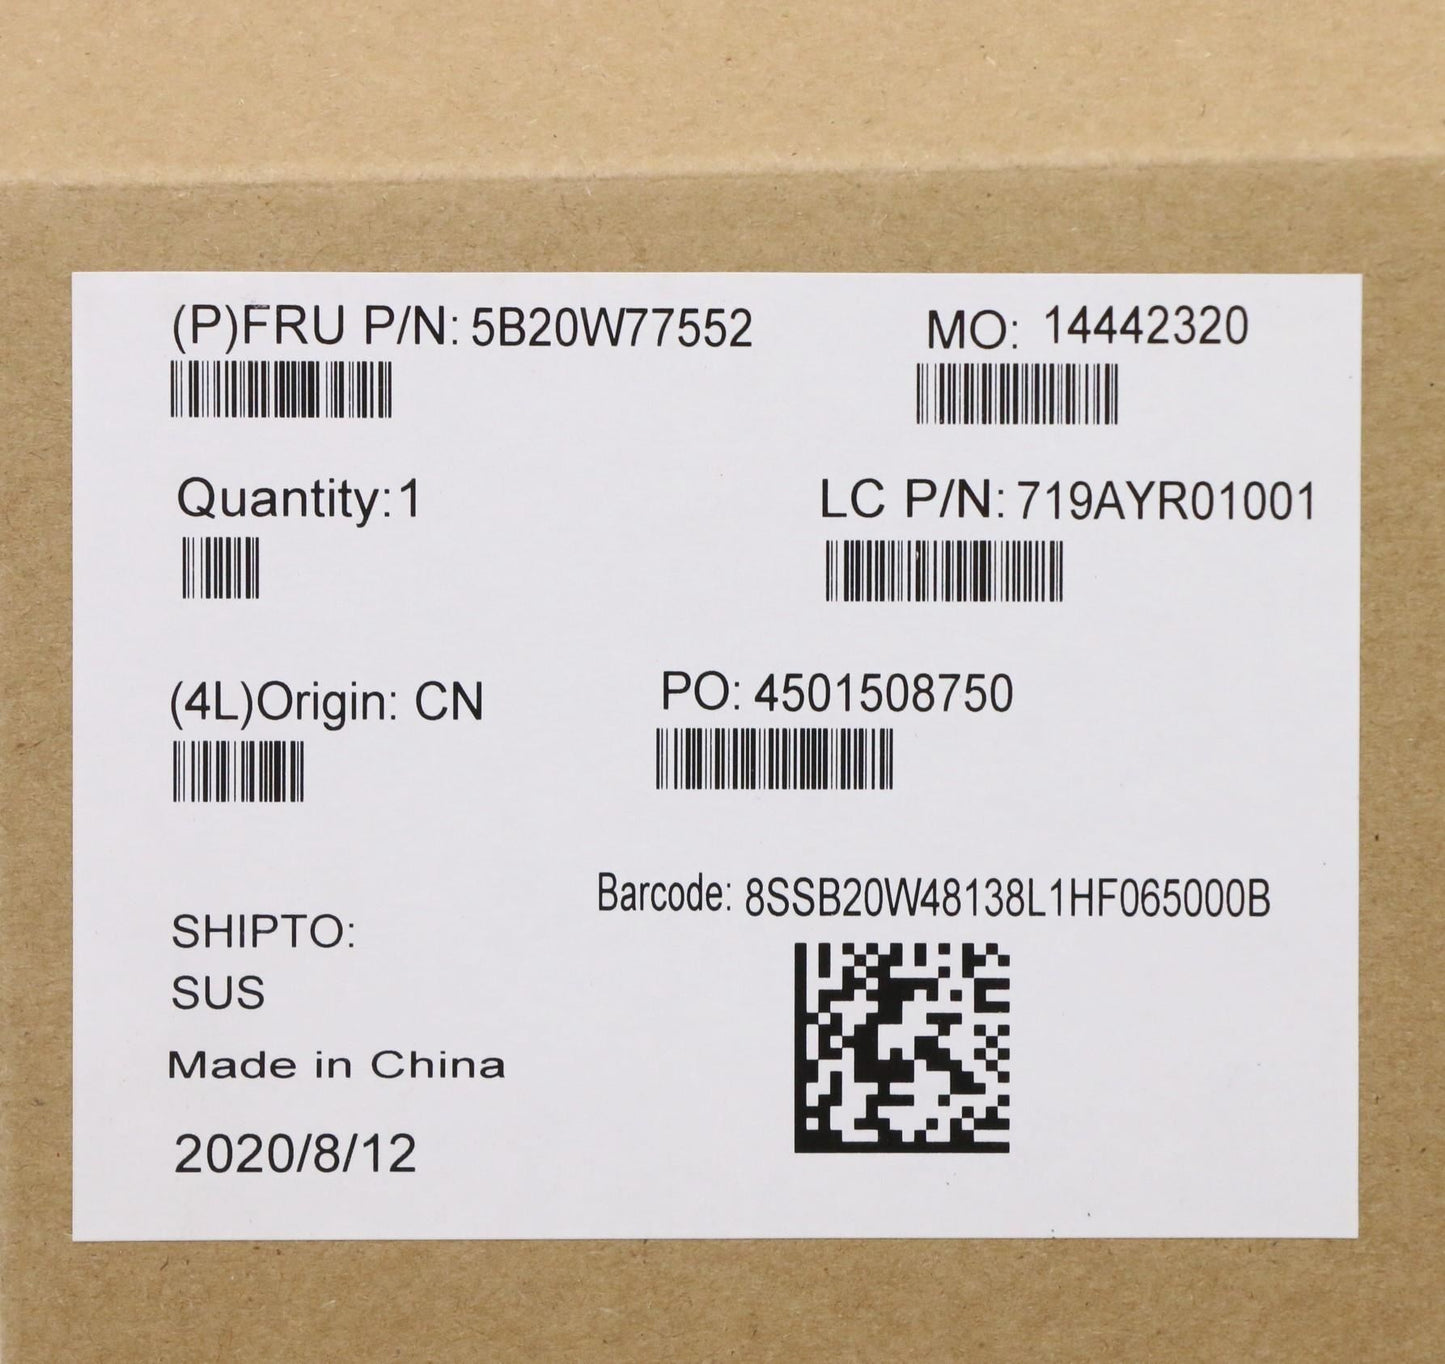 (P)FRU P/N: 5B20W77552
MO: 14442320
Quantity:1
LC P/N: 719AYR01001
(4L)Origin: CN
PO: 4501508750
Barcode: 8SSB20W48138L1HF065000B
SHIPTO:
SUS
Made in China
2020/8/12